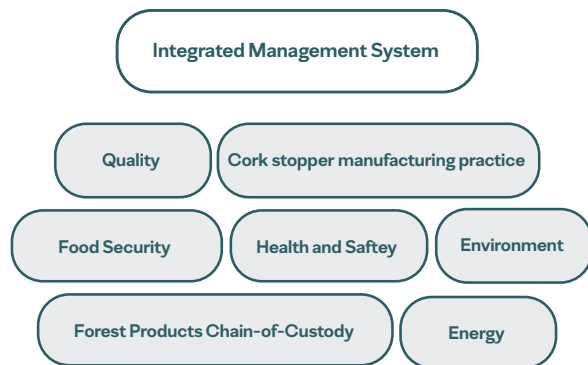 Integrated Management System
Quality
Cork stopper manufacturing practice
Food Security
Health and Saftey
Environment
Forest Products Chain-of-Custody
Energy